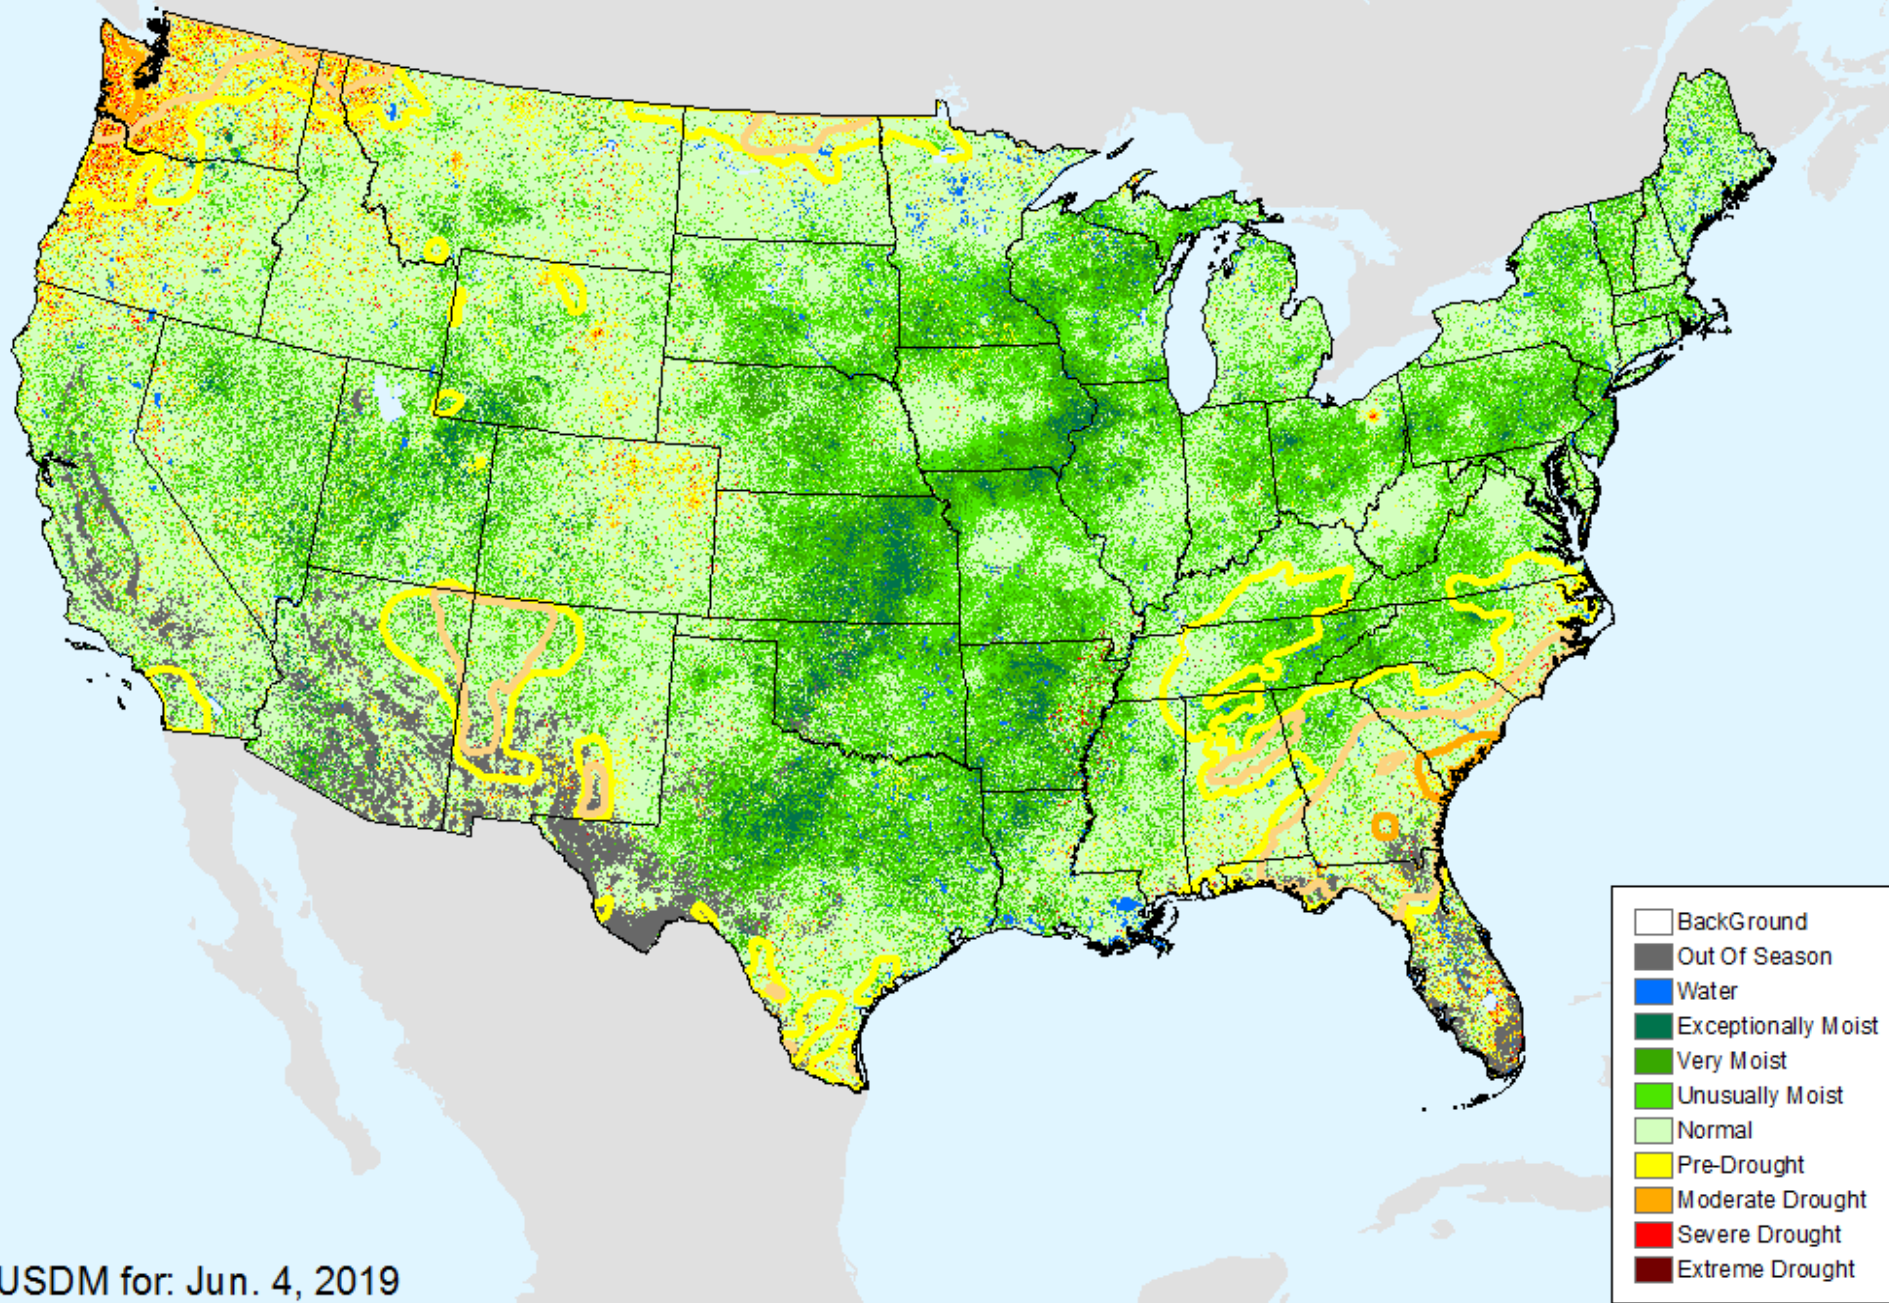 BackGround
Out Of Season
Water
Exceptionally Moist
Very Moist
Unusually Moist
Normal
Pre-Drought
Moderate Drought
Severe Drought
Extreme Drought
USDM for: Jun. 4, 2019